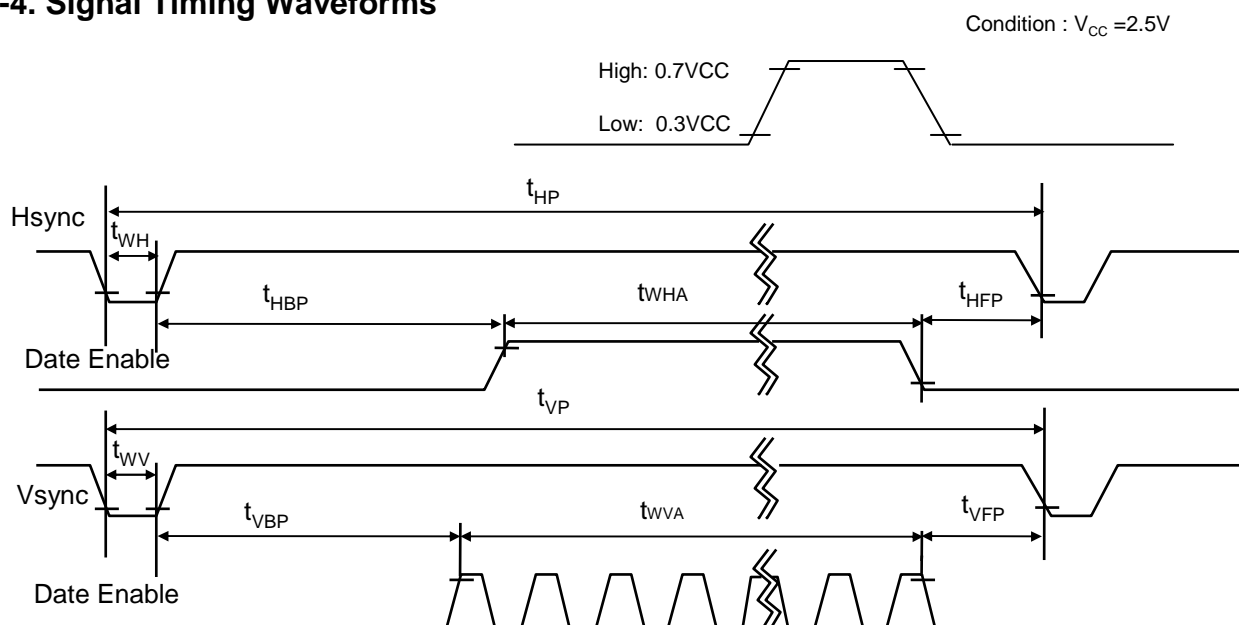 -4. Signal Timing Waveforms
Condition : VCC =2.5V
High: 0.7VCC
Low: 0.3VCC
tHP
Hsync
tWH
tHBP
tWHA
tHFP
Date Enable
tVP
tWV
Vsync
tVBP
tWVA
tVFP
Date Enable